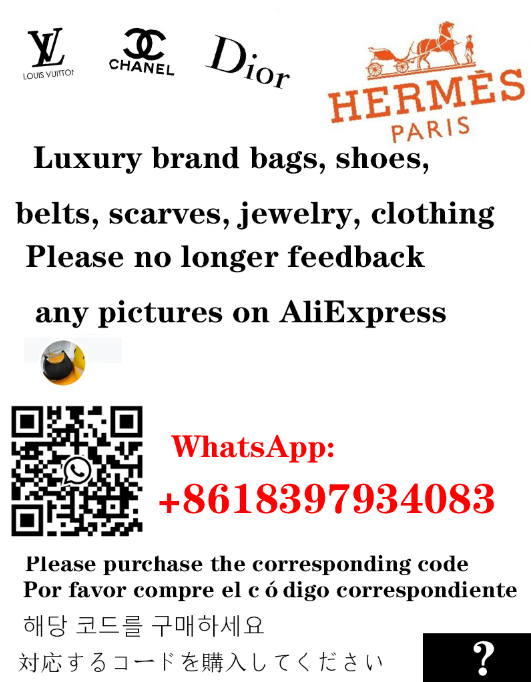 LOUIS VUITTON
CHANEL
Dior
HERMÈS
PARIS
Luxury brand bags, shoes,
belts, scarves, jewelry, clothing
Please no longer feedback
any pictures on AliExpress
WhatsApp:
+8618397934083
Please purchase the corresponding code
Por favor compre el c ó digo correspondiente
해당 코드를 구매하세요
対応するコードを購入してください
?